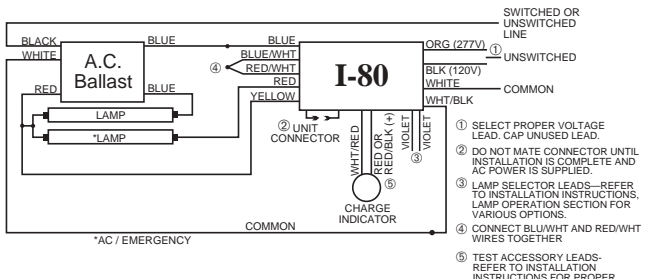 SWITCHED OR
UNSWITCHED
LINE
BLACK
BLUE
BLUE
ORG (277V)
①
WHITE
A.C.
Ballast
BLUE/WHT
I-80
UNSWITCHED
④
RED/WHT
BLK (120V)
RED
BLUE
RED
WHITE
COMMON
YELLOW
WHT/BLK
LAMP
*LAMP
② UNIT
CONNECTOR
WHT/RED
RED OR
RED/BLK (+)
VIOLET
VIOLET
③
⑤
CHARGE
INDICATOR
COMMON
*AC / EMERGENCY
① SELECT PROPER VOLTAGE
LEAD. CAP UNUSED LEAD.
② DO NOT MATE CONNECTOR UNTIL
INSTALLATION IS COMPLETE AND
AC POWER IS SUPPLIED.
③ LAMP SELECTOR LEADS—REFER
TO INSTALLATION INSTRUCTIONS,
LAMP OPERATION SECTION FOR
VARIOUS OPTIONS.
④ CONNECT BLU/WHT AND RED/WHT
WIRES TOGETHER
⑤ TEST ACCESSORY LEADS-
REFER TO INSTALLATION
INSTRUCTIONS FOR PROPER